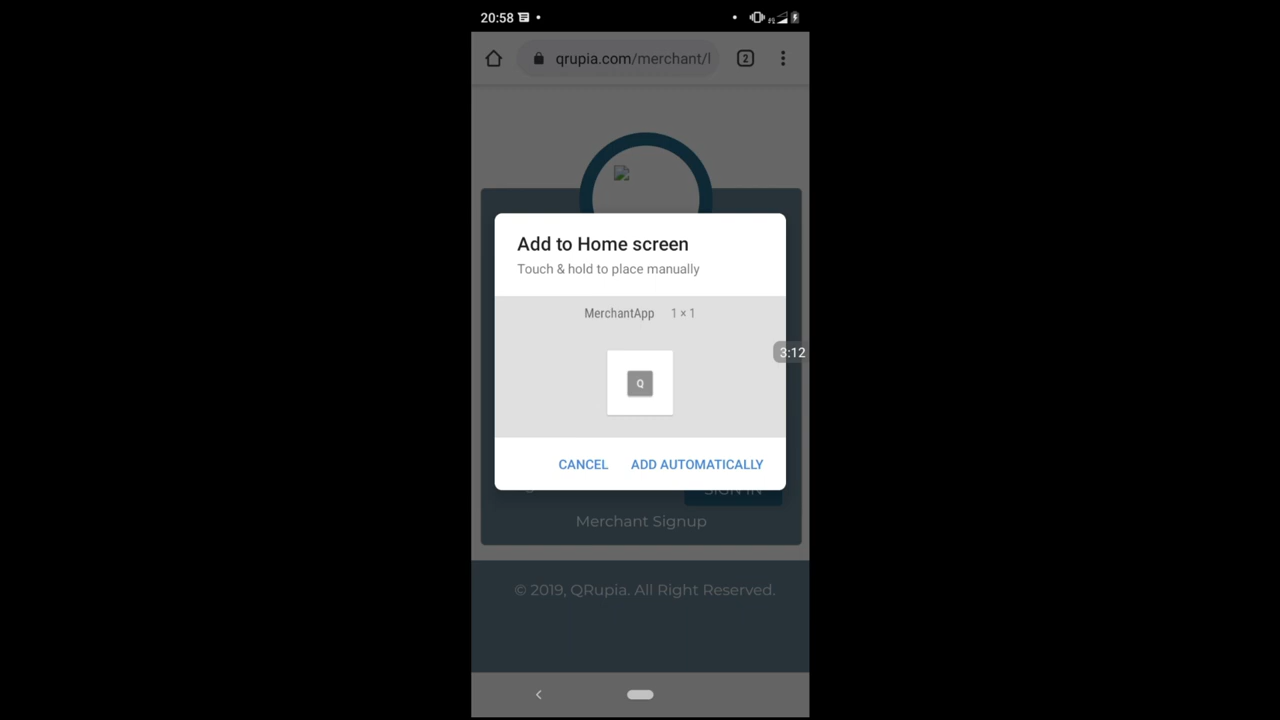 20:58
qrupia.com/merchant/l
2
Add to Home screen
Touch & hold to place manually
MerchantApp 1 × 1
3:12
Q
CANCEL ADD AUTOMATICALLY
SIGN IN
Merchant Signup
© 2019, QRupia. All Right Reserved.